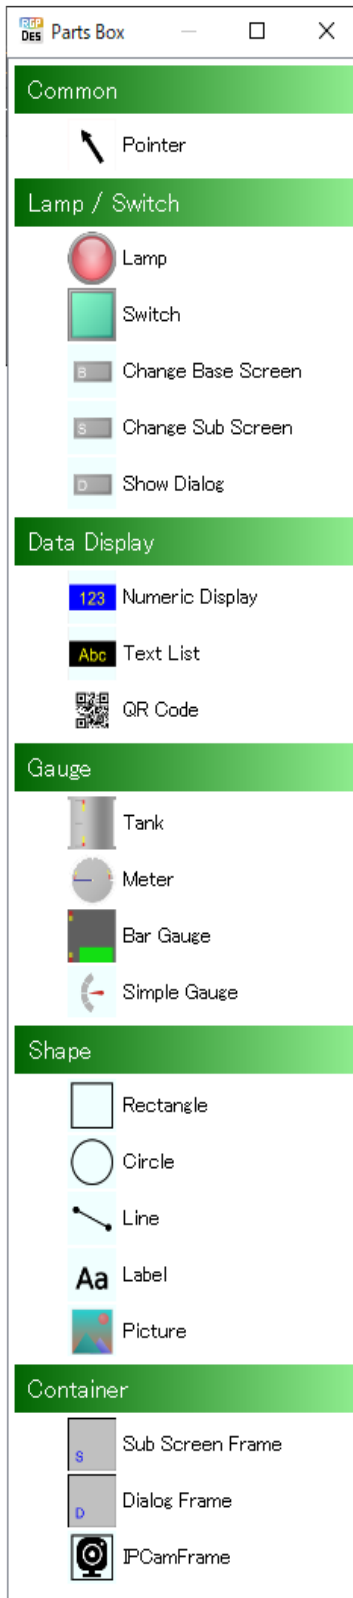 RGP
DES
Parts Box
Common
Pointer
Lamp / Switch
Lamp
Switch
B
Change Base Screen
S
Change Sub Screen
D
Show Dialog
Data Display
123
Numeric Display
Abc
Text List
QR Code
Gauge
Tank
Meter
Bar Gauge
Simple Gauge
Shape
Rectangle
Circle
Line
Aa
Label
Picture
Container
S
Sub Screen Frame
D
Dialog Frame
IPCamFrame